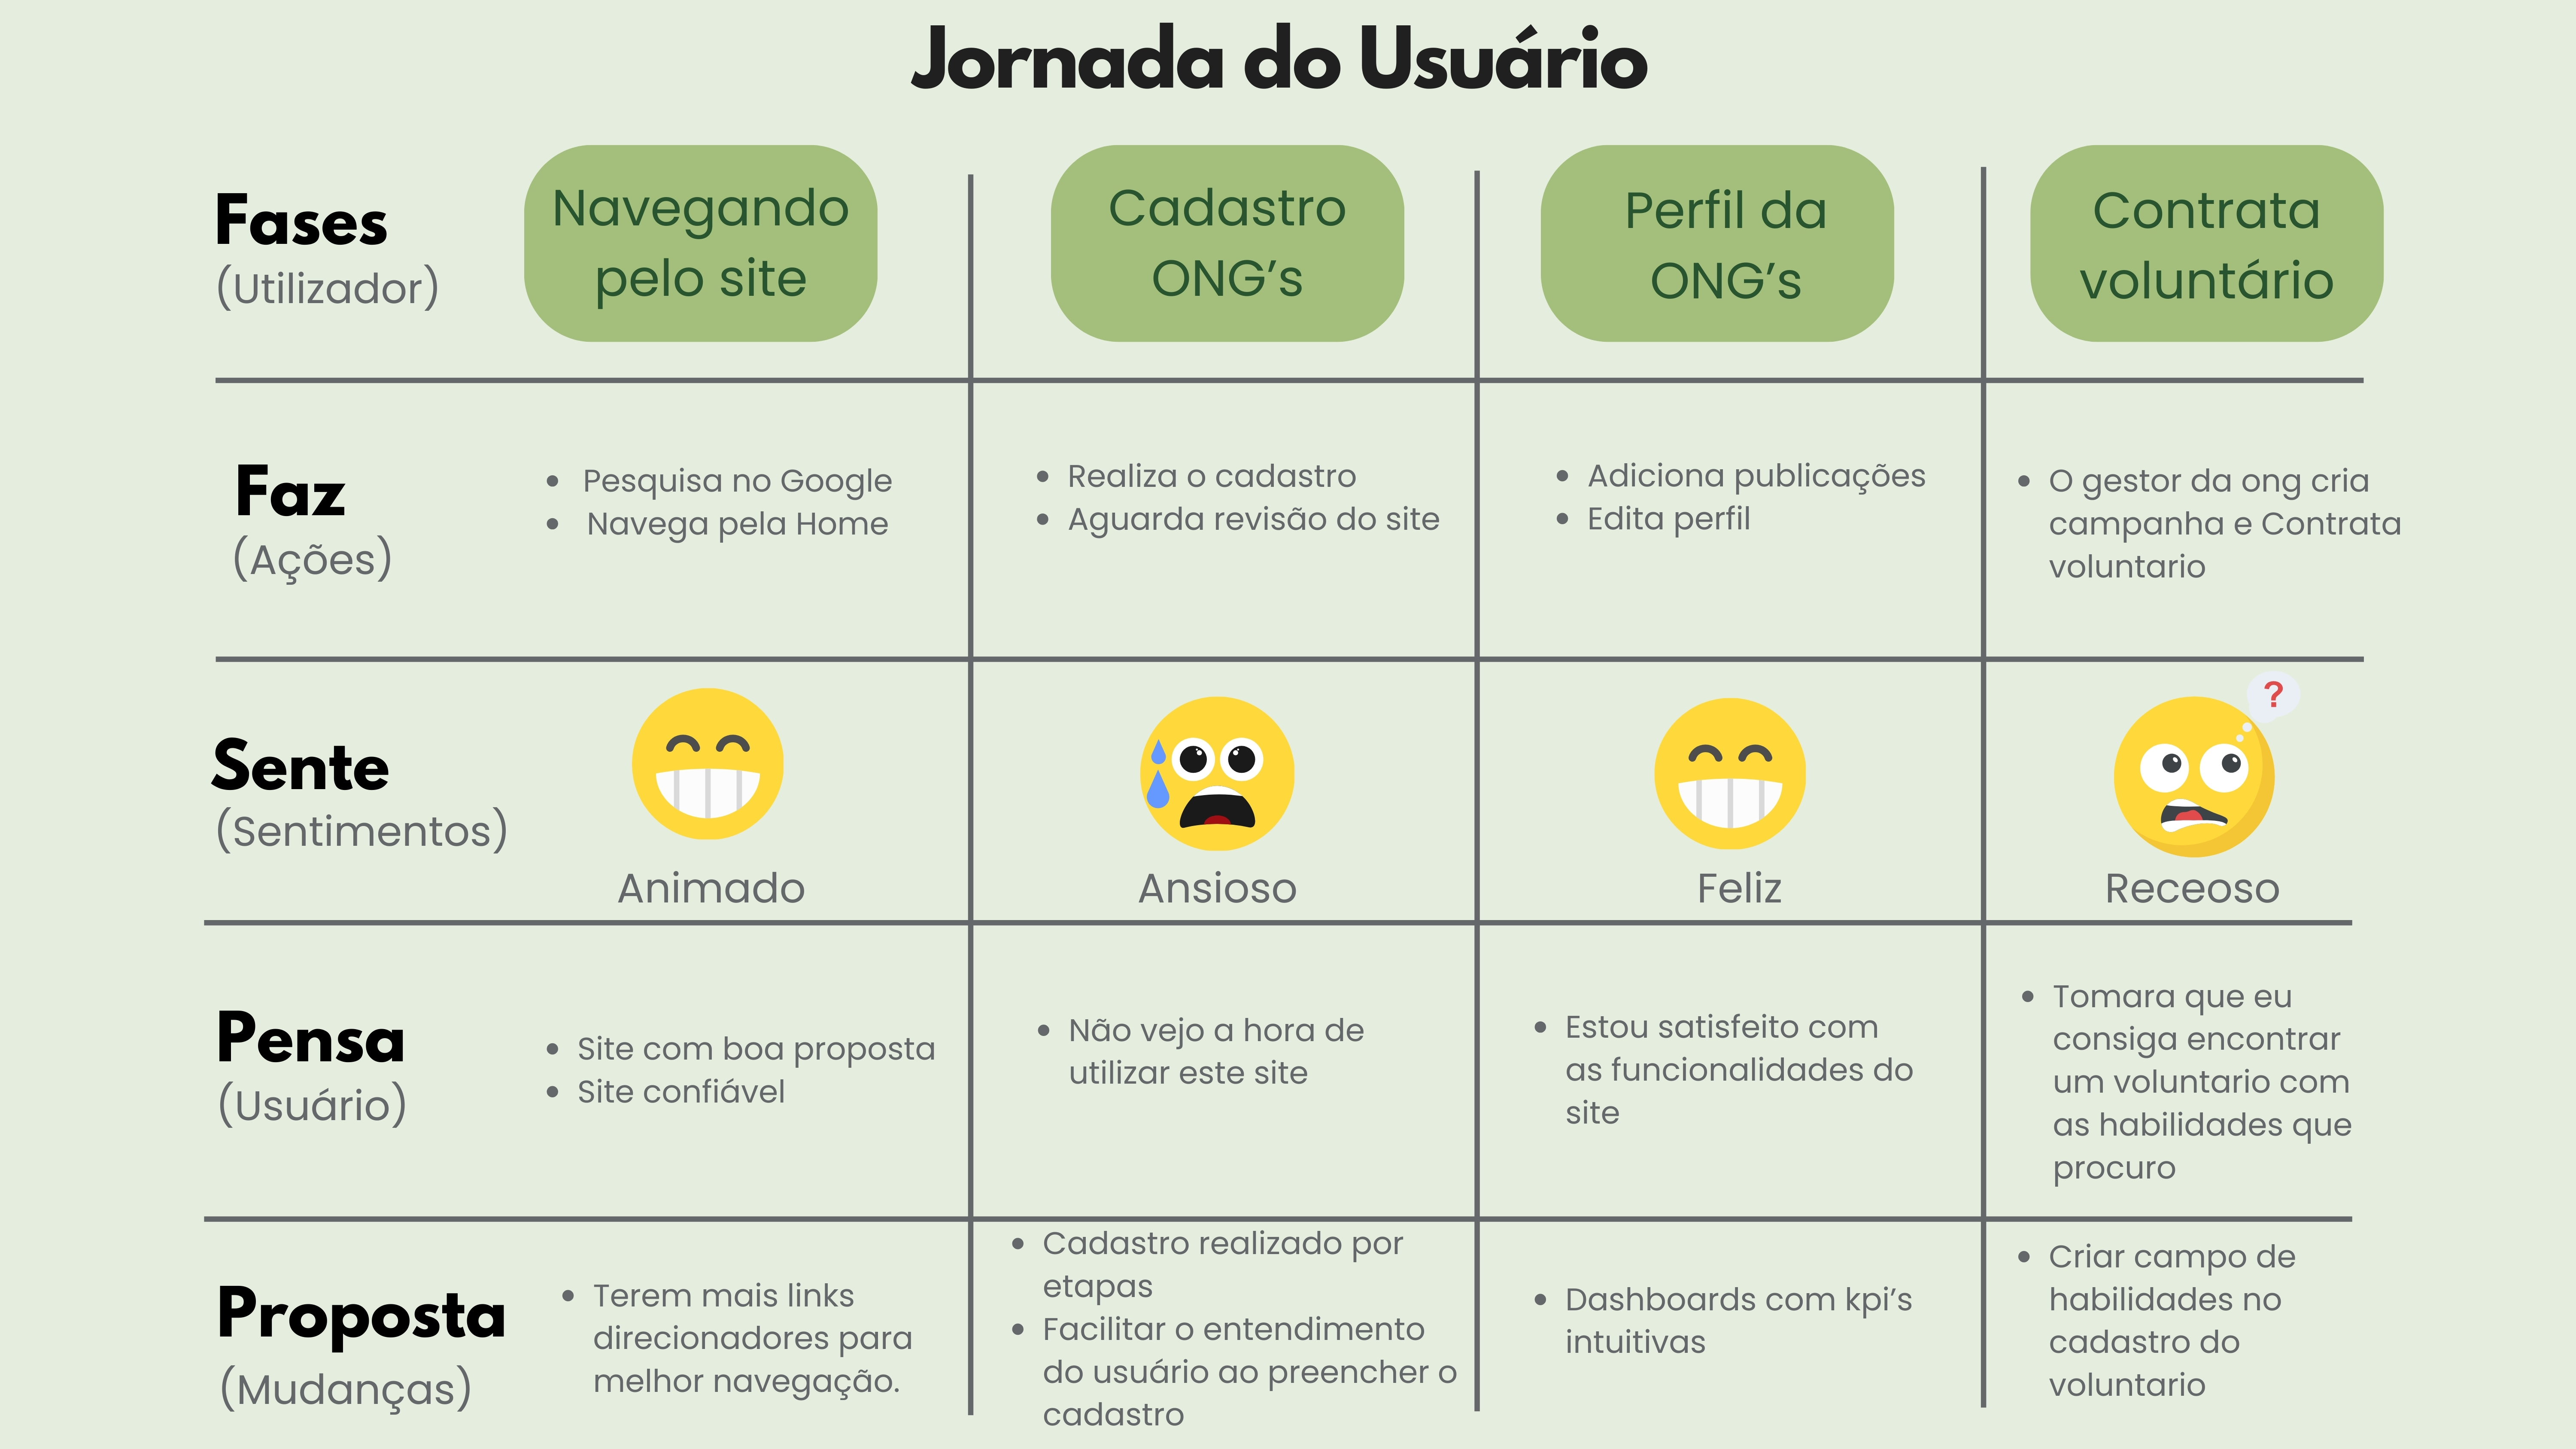 Jornada do Usuário
Fases
(Utilizador)
Navegando
pelo site
Cadastro
ONG’s
Perfil da
ONG’s
Contrata
voluntário
Faz
(Ações)
• Pesquisa no Google
• Navega pela Home
• Realiza o cadastro
• Aguarda revisão do site
• Adiciona publicações
• Edita perfil
• O gestor da ong cria
campanha e Contrata
voluntario
Sente
(Sentimentos)
Animado
Ansioso
Feliz
?
Receoso
Pensa
(Usuário)
• Site com boa proposta
• Site confiável
• Não vejo a hora de
utilizar este site
• Estou satisfeito com
as funcionalidades do
site
• Tomara que eu
consiga encontrar
um voluntario com
as habilidades que
procuro
Proposta
(Mudanças)
• Terem mais links
direcionadores para
melhor navegação.
• Cadastro realizado por
etapas
• Facilitar o entendimento
do usuário ao preencher o
cadastro
• Dashboards com kpi’s
intuitivas
• Criar campo de
habilidades no
cadastro do
voluntario